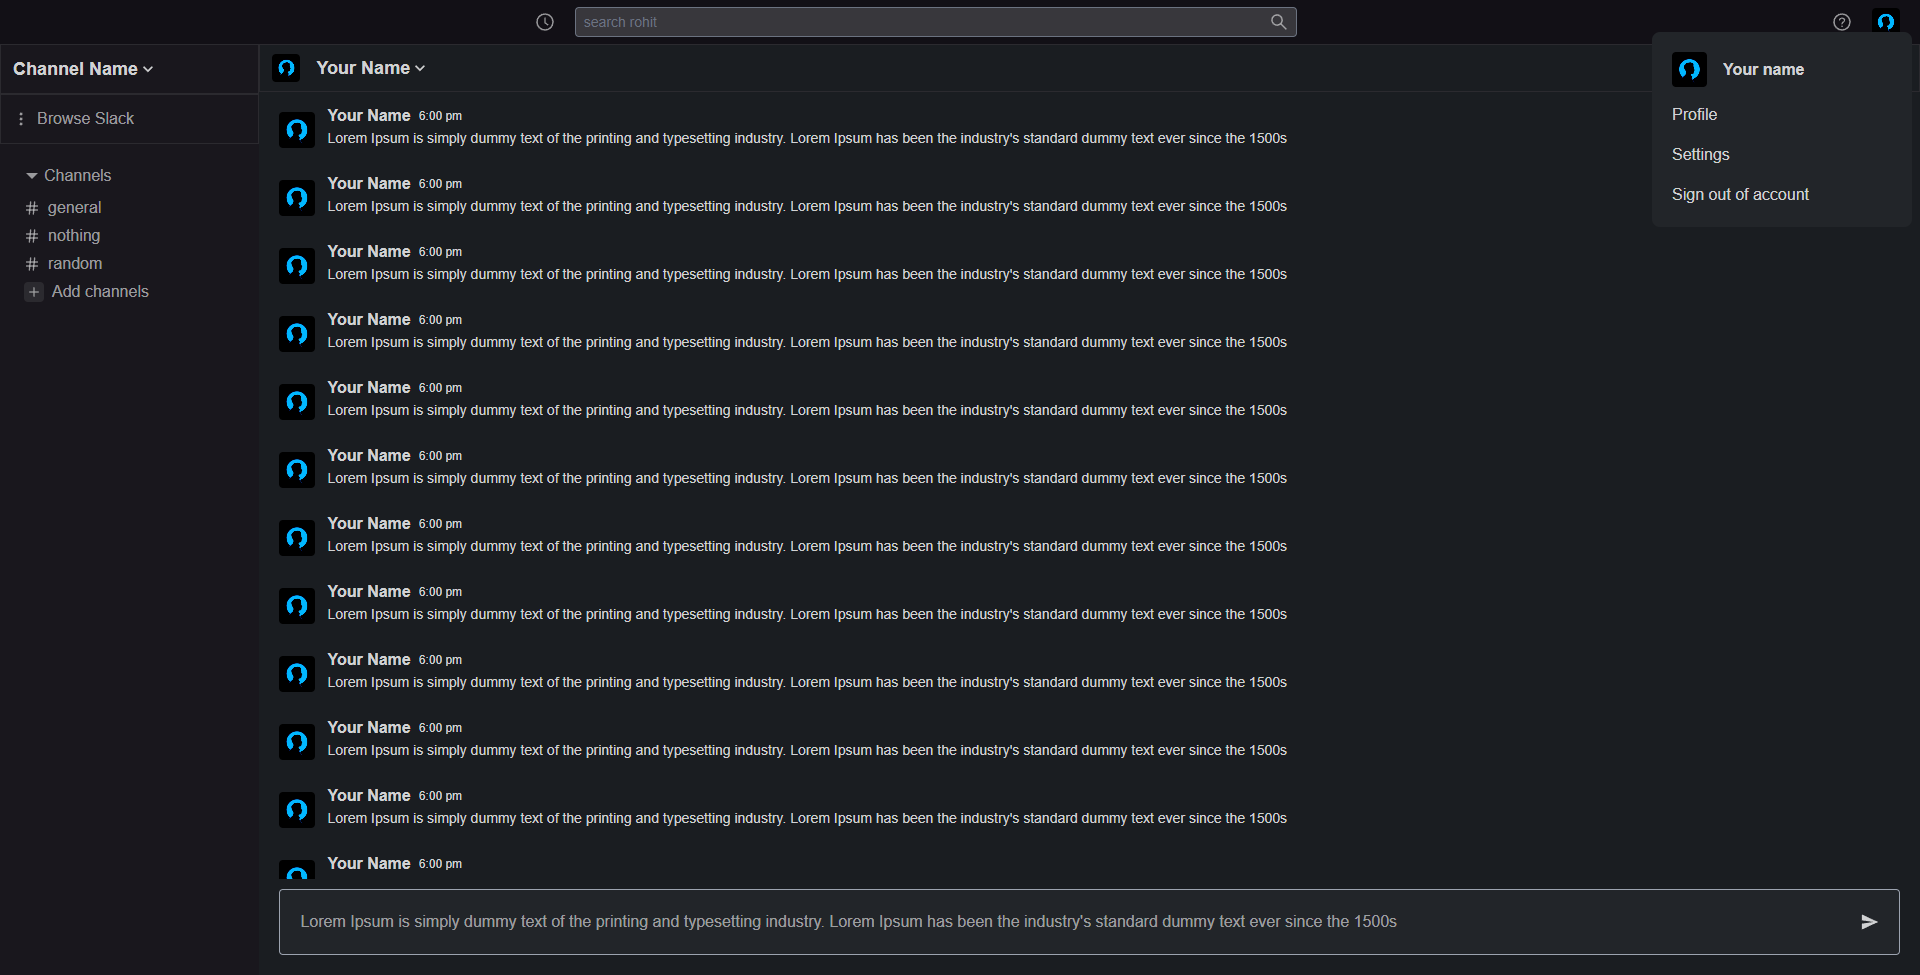 search rohit
Channel Name
Browse Slack
Channels
# general
# nothing
# random
+ Add channels
Your Name
Your Name 6:00 pm
Lorem Ipsum is simply dummy text of the printing and typesetting industry. Lorem Ipsum has been the industry's standard dummy text ever since the 1500s
Your Name 6:00 pm
Lorem Ipsum is simply dummy text of the printing and typesetting industry. Lorem Ipsum has been the industry's standard dummy text ever since the 1500s
Your Name 6:00 pm
Lorem Ipsum is simply dummy text of the printing and typesetting industry. Lorem Ipsum has been the industry's standard dummy text ever since the 1500s
Your Name 6:00 pm
Lorem Ipsum is simply dummy text of the printing and typesetting industry. Lorem Ipsum has been the industry's standard dummy text ever since the 1500s
Your Name 6:00 pm
Lorem Ipsum is simply dummy text of the printing and typesetting industry. Lorem Ipsum has been the industry's standard dummy text ever since the 1500s
Your Name 6:00 pm
Lorem Ipsum is simply dummy text of the printing and typesetting industry. Lorem Ipsum has been the industry's standard dummy text ever since the 1500s
Your Name 6:00 pm
Lorem Ipsum is simply dummy text of the printing and typesetting industry. Lorem Ipsum has been the industry's standard dummy text ever since the 1500s
Your Name 6:00 pm
Lorem Ipsum is simply dummy text of the printing and typesetting industry. Lorem Ipsum has been the industry's standard dummy text ever since the 1500s
Your Name 6:00 pm
Lorem Ipsum is simply dummy text of the printing and typesetting industry. Lorem Ipsum has been the industry's standard dummy text ever since the 1500s
Your Name 6:00 pm
Lorem Ipsum is simply dummy text of the printing and typesetting industry. Lorem Ipsum has been the industry's standard dummy text ever since the 1500s
Your Name 6:00 pm
Lorem Ipsum is simply dummy text of the printing and typesetting industry. Lorem Ipsum has been the industry's standard dummy text ever since the 1500s
Your Name 6:00 pm
Lorem Ipsum is simply dummy text of the printing and typesetting industry. Lorem Ipsum has been the industry's standard dummy text ever since the 1500s
Your name
Profile
Settings
Sign out of account